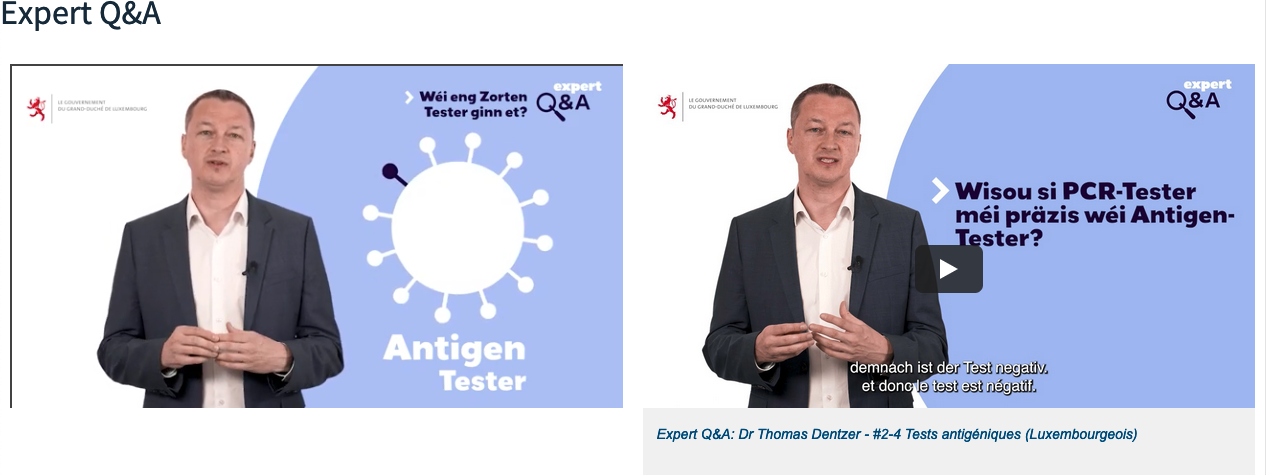 Expert Q&A
LE GOUVERNEMENT
DU GRAND-DUCHÉ DE LUXEMBOURG
Wéi eng Zorten
Tester ginn et?
expert
Q&A
Antigen
Tester
LE GOUVERNEMENT
DU GRAND-DUCHÉ DE LUXEMBOURG
expert
Q&A
Wisou si PCR-Tester
méi präzis wéi Antigen-
Tester?
demnach ist der Test negativ.
et donc le test est négatif.
Expert Q&A: Dr Thomas Dentzer - #2-4 Tests antigéniques (Luxembourgeois)